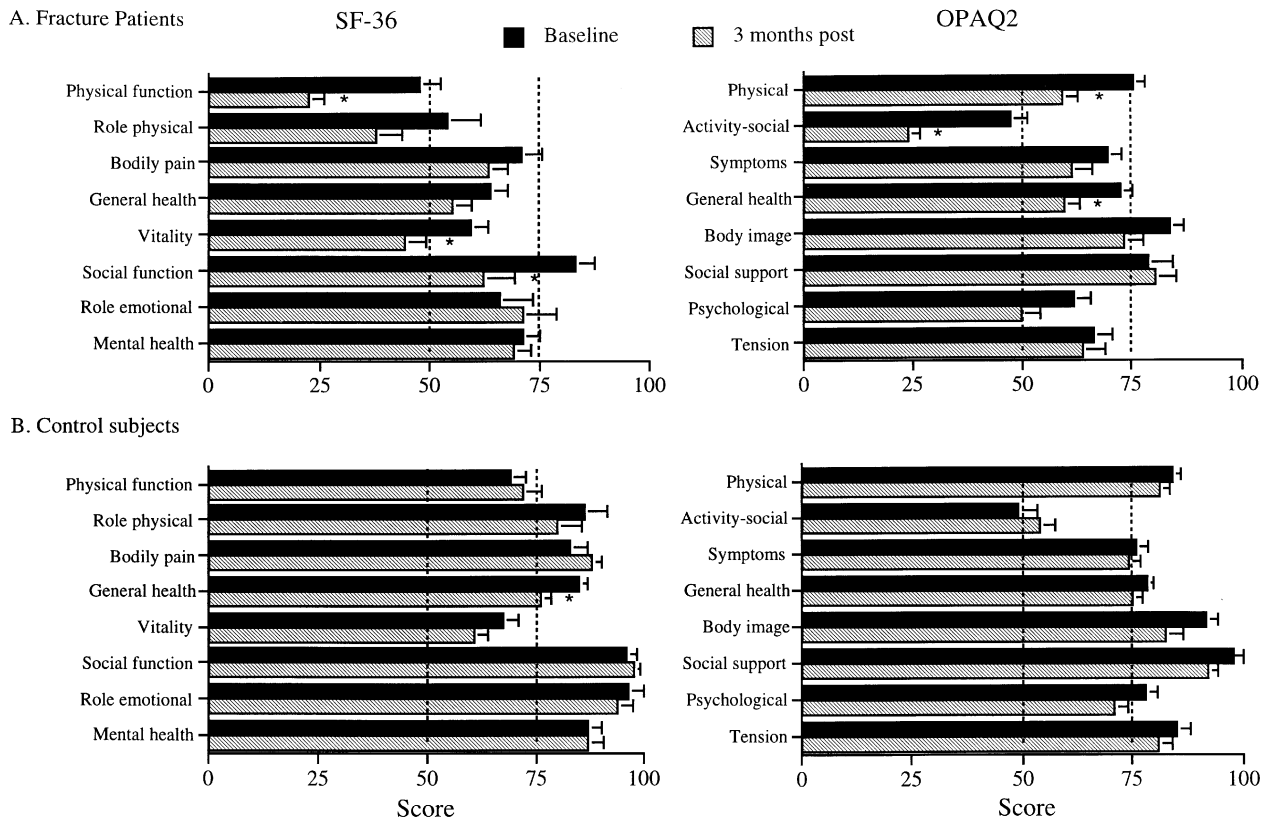 A. Fracture Patients
SF-36
OPAQ2
Baseline
3 months post
Physical function
*
Role physical
Bodily pain
General health
Vitality
*
Social function
*
Role emotional
Mental health
0 25 50 75 100
Physical
*
Activity-social
*
Symptoms
General health
*
Body image
Social support
Psychological
Tension
0 25 50 75 100
B. Control subjects
Physical function
Role physical
Bodily pain
General health
*
Vitality
Social function
Role emotional
Mental health
0 25 50 75 100
Score
Physical
Activity-social
Symptoms
General health
Body image
Social support
Psychological
Tension
0 25 50 75 100
Score